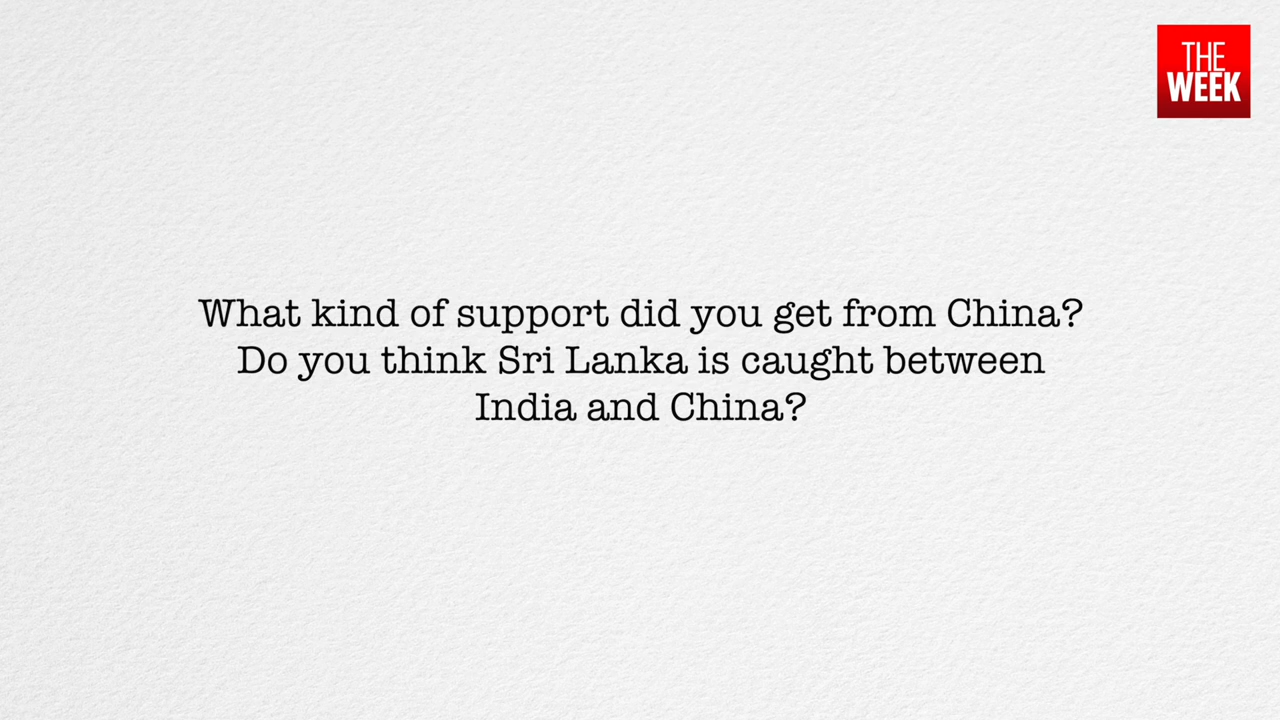 THE
WEEK
What kind of support did you get from China?
Do you think Sri Lanka is caught between
India and China?